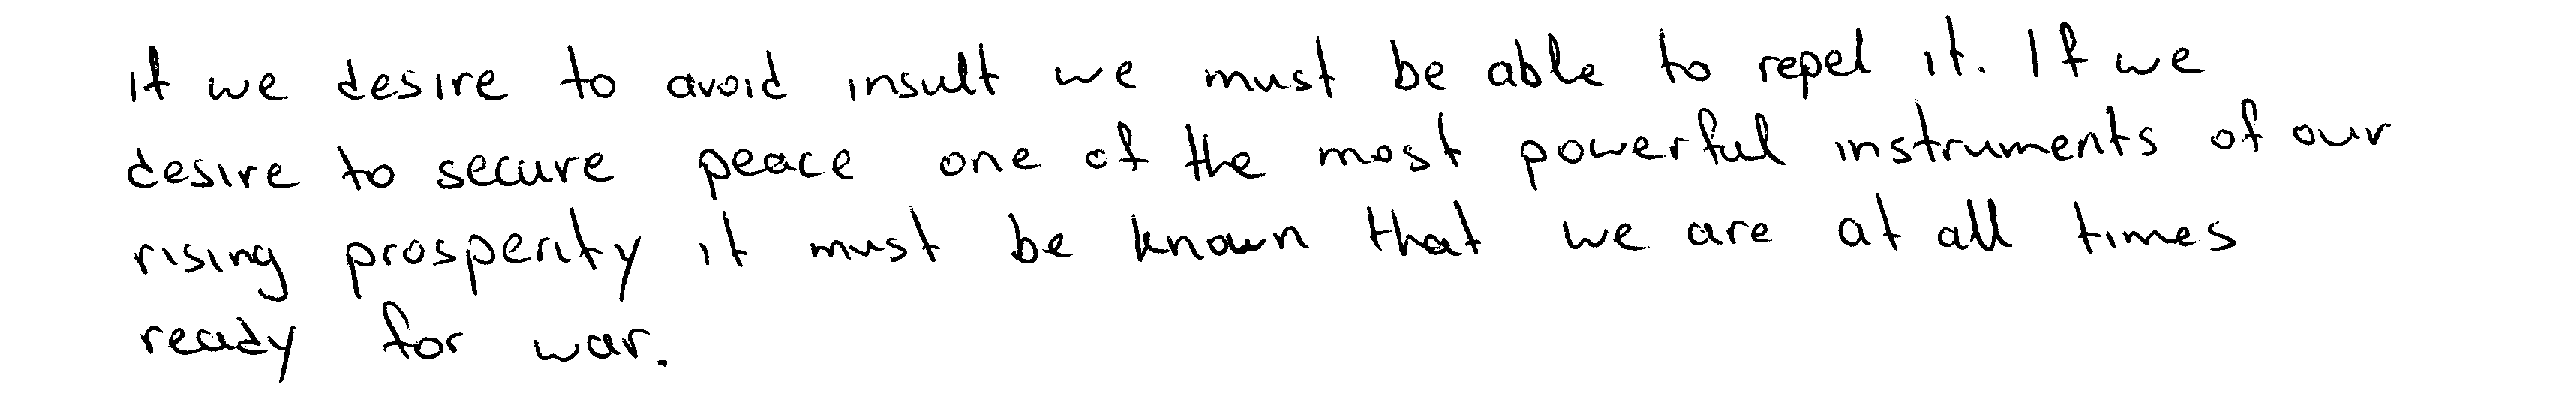 if we desire to avoid insult we must be able to repel it. If we
desire to secure peace one of the most powerful instruments of our
rising prosperity it must be known that we are at all times
ready for war.